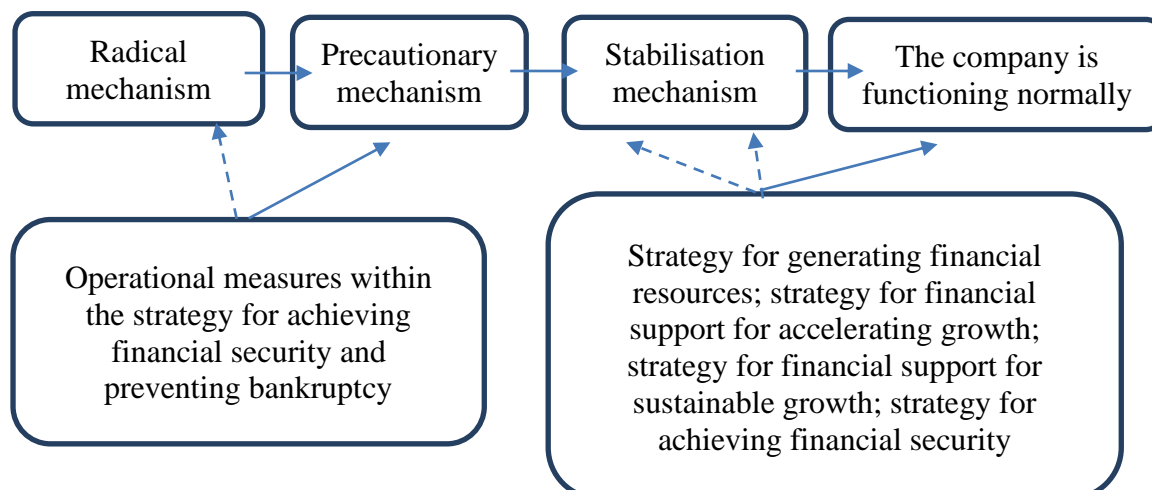 Radical
mechanism
Precautionary
mechanism
Stabilisation
mechanism
The company is
functioning normally
Operational measures within
the strategy for achieving
financial security and
preventing bankruptcy
Strategy for generating financial
resources; strategy for financial
support for accelerating growth;
strategy for financial support for
sustainable growth; strategy for
achieving financial security